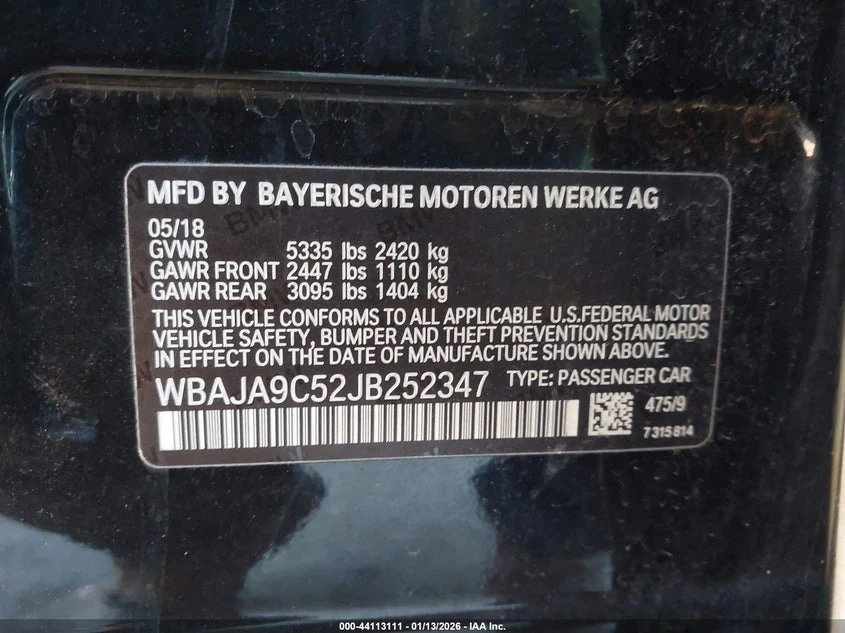 MFD BY BAYERISCHE MOTOREN WERKE AG
05/18
GVWR 5335 lbs 2420 kg
GAWR FRONT 2447 lbs 1110 kg
GAWR REAR 3095 lbs 1404 kg
THIS VEHICLE CONFORMS TO ALL APPLICABLE U.S.FEDERAL MOTOR
VEHICLE SAFETY, BUMPER AND THEFT PREVENTION STANDARDS
IN EFFECT ON THE DATE OF MANUFACTURE SHOWN ABOVE.
WBAJA9C52JB252347 TYPE: PASSENGER CAR
475/9
7315814
000-44113111 - 01/13/2026 - IAA Inc.